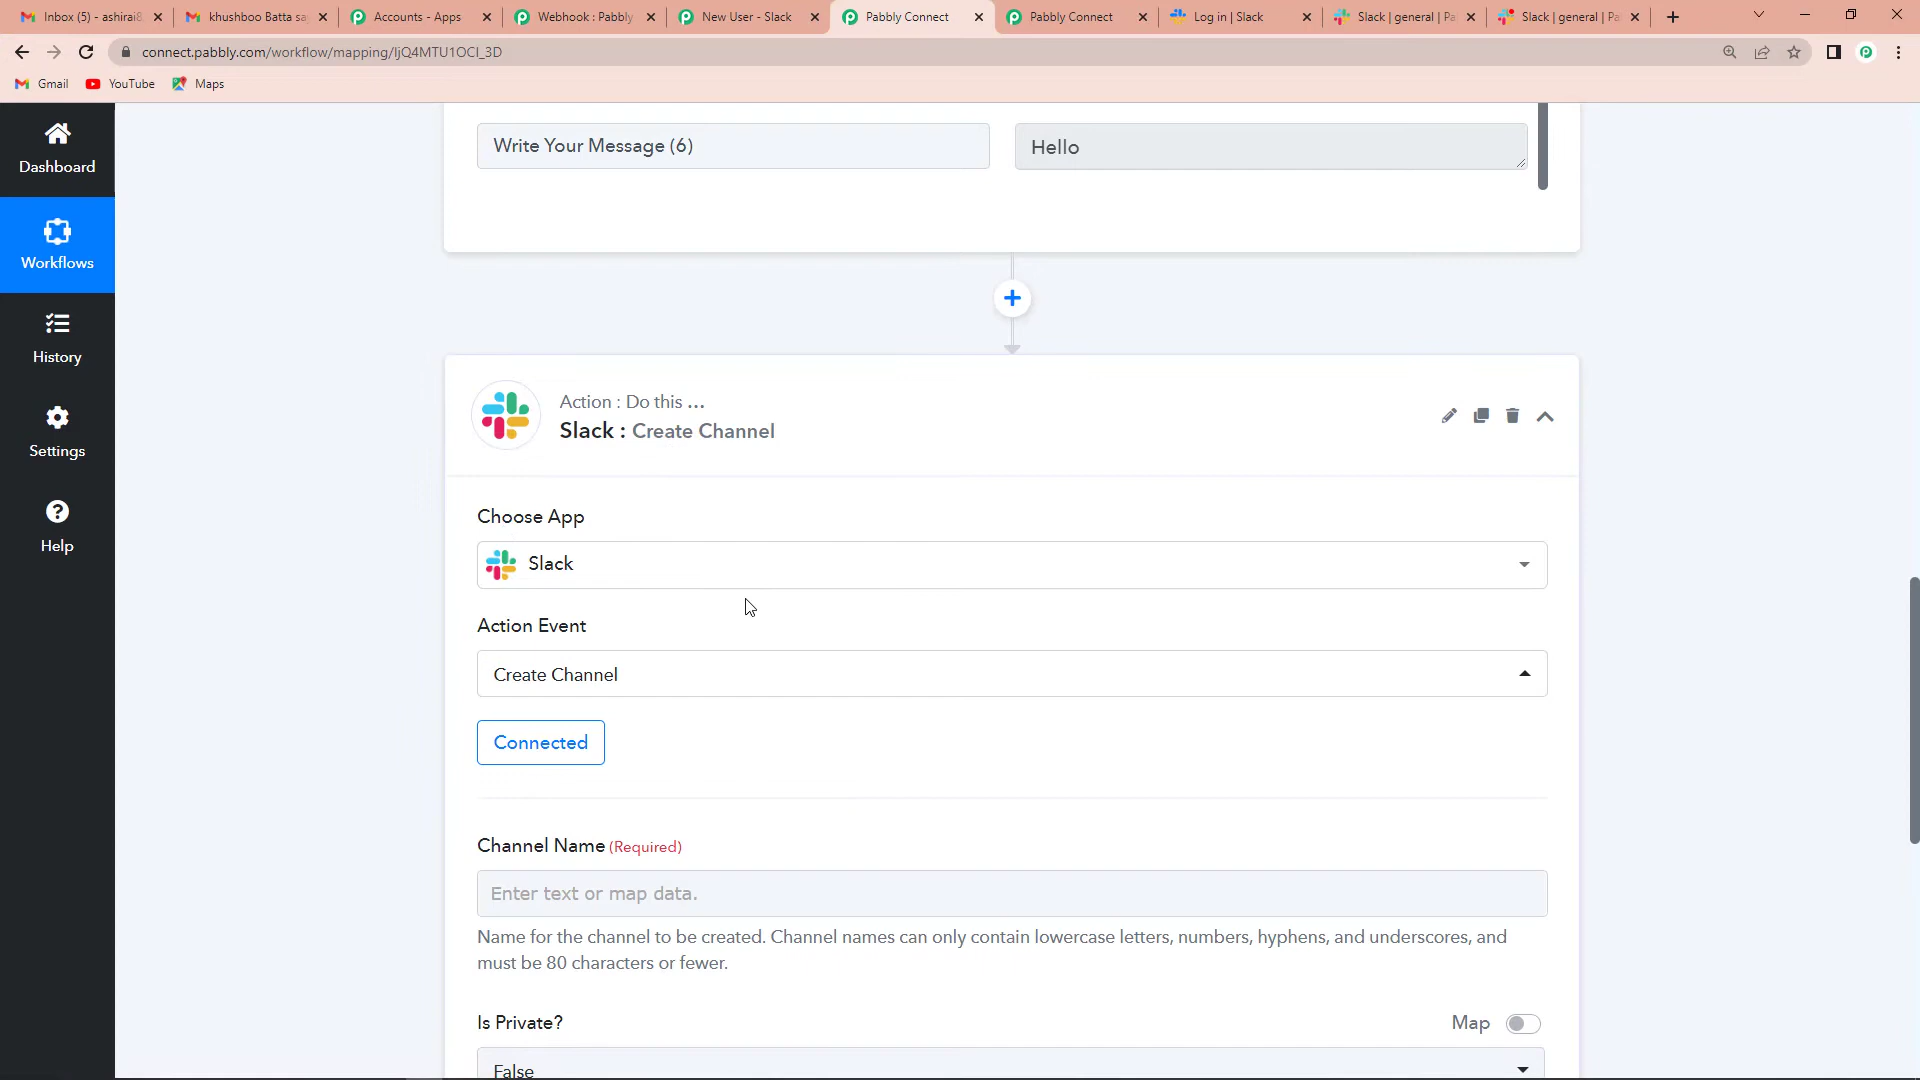 Inbox (5) - ashirai8
khushboo Batta sa
Accounts - Apps
Webhook : Pabbly
New User - Slack
Pabbly Connect
Pabbly Connect
Log in | Slack
Slack | general | Pa
Slack | general | Pa
connect.pabbly.com/workflow/mapping/IjQ4MTU1OCI_3D
Gmail
YouTube
Maps
Dashboard
Workflows
History
Settings
Help
Write Your Message (6)
Hello
Action : Do this ...
Slack : Create Channel
Choose App
Slack
Action Event
Create Channel
Connected
Channel Name (Required)
Enter text or map data.
Name for the channel to be created. Channel names can only contain lowercase letters, numbers, hyphens, and underscores, and
must be 80 characters or fewer.
Is Private?
Map
False